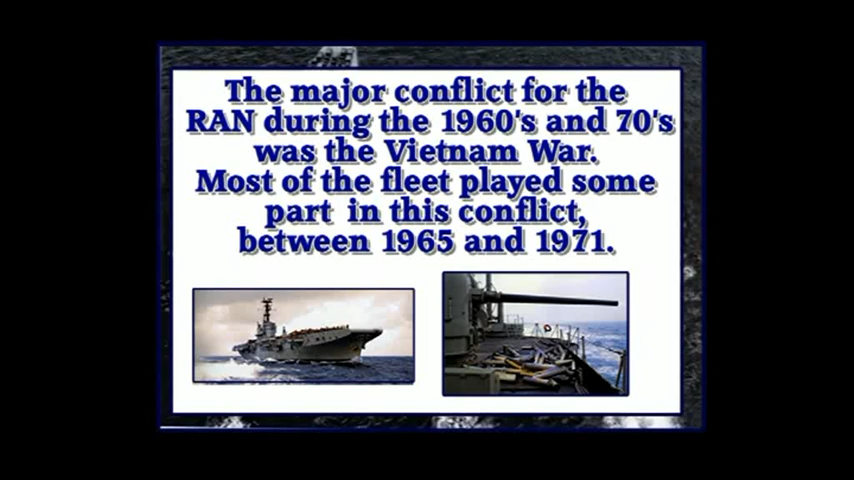 The major conflict for the
RAN during the 1960's and 70's
was the Vietnam War.
Most of the fleet played some
part in this conflict,
between 1965 and 1971.